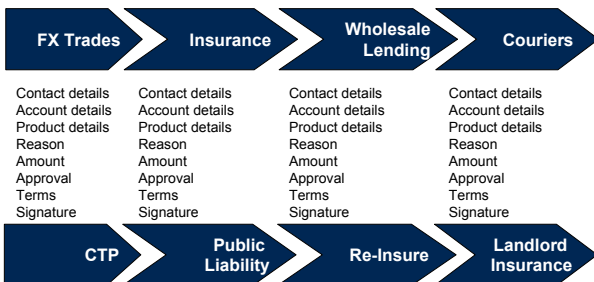 FX Trades
Insurance
Wholesale
Lending
Couriers
Contact details
Account details
Product details
Reason
Amount
Approval
Terms
Signature
Contact details
Account details
Product details
Reason
Amount
Approval
Terms
Signature
Contact details
Account details
Product details
Reason
Amount
Approval
Terms
Signature
Contact details
Account details
Product details
Reason
Amount
Approval
Terms
Signature
CTP
Public
Liability
Re-Insure
Landlord
Insurance